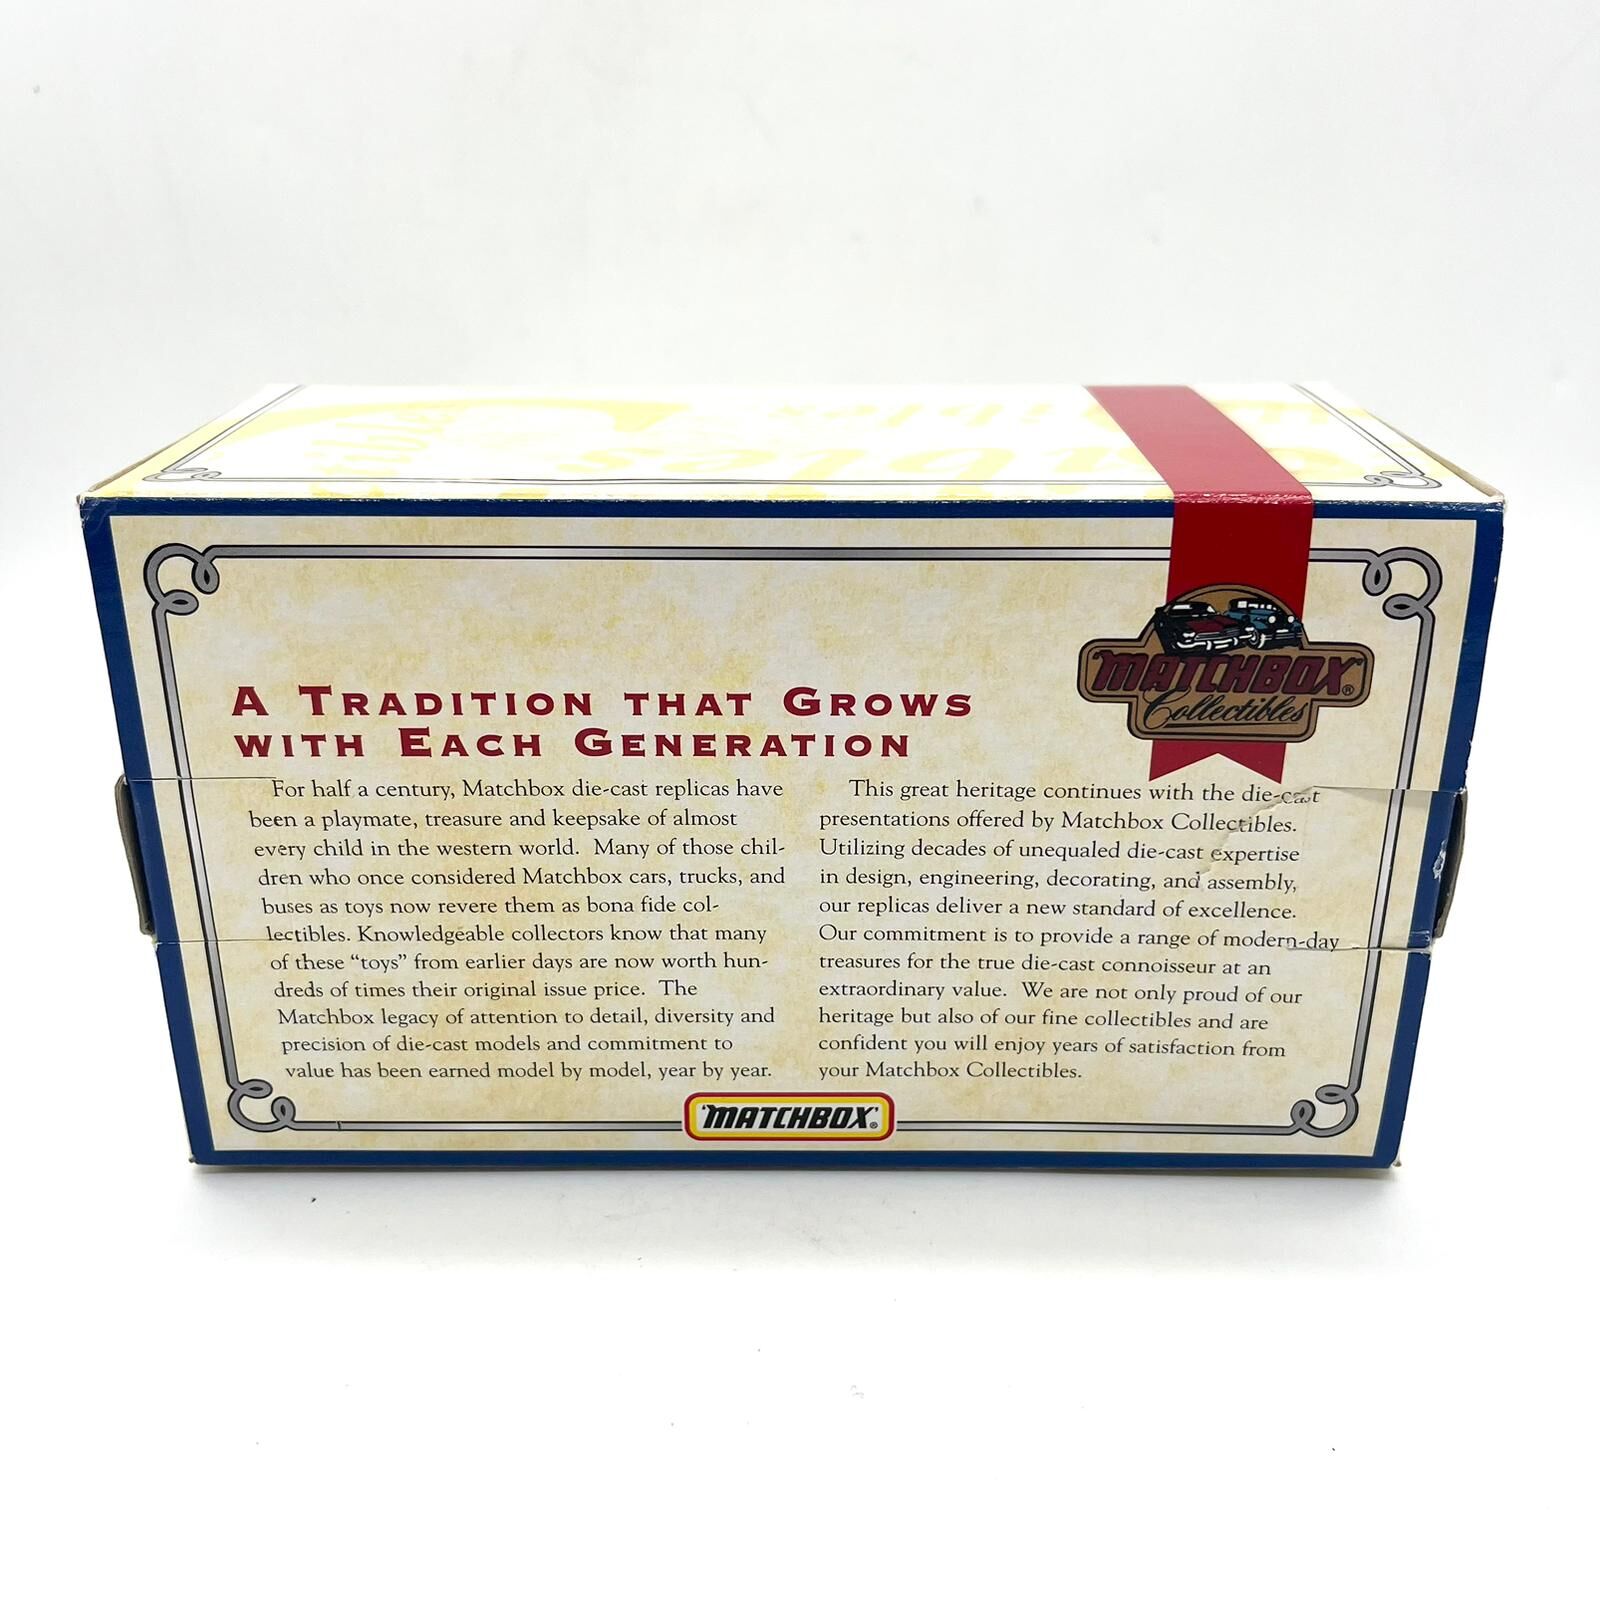 'MATCHBOX'®
Collectibles
A TRADITION THAT GROWS
WITH EACH GENERATION
For half a century, Matchbox die-cast replicas have
been a playmate, treasure and keepsake of almost
every child in the western world. Many of those chil-
dren who once considered Matchbox cars, trucks, and
buses as toys now revere them as bona fide col-
lectibles. Knowledgeable collectors know that many
of these “toys” from earlier days are now worth hun-
dreds of times their original issue price. The
Matchbox legacy of attention to detail, diversity and
precision of die-cast models and commitment to
value has been earned model by model, year by year.
This great heritage continues with the die-cast
presentations offered by Matchbox Collectibles.
Utilizing decades of unequaled die-cast expertise
in design, engineering, decorating, and assembly,
our replicas deliver a new standard of excellence.
Our commitment is to provide a range of modern-day
treasures for the true die-cast connoisseur at an
extraordinary value. We are not only proud of our
heritage but also of our fine collectibles and are
confident you will enjoy years of satisfaction from
your Matchbox Collectibles.
'MATCHBOX'®